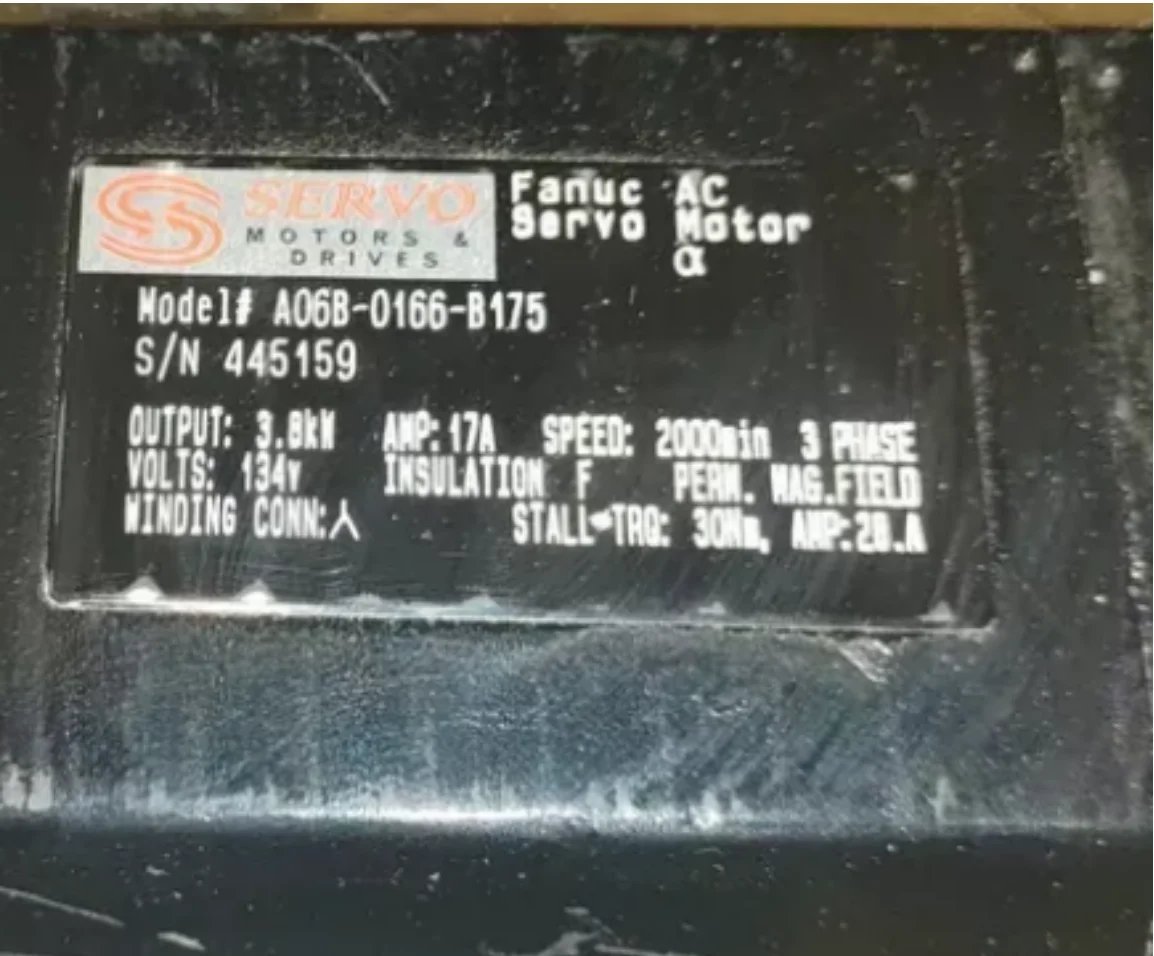 SERVO
MOTORS &
DRIVES
Fanuc AC
Servo Motor
α
Model# A06B-0166-B175
S/N 445159
OUTPUT: 3.8kW AMP: 17A SPEED: 2000min 3 PHASE
VOLTS: 134v INSULATION F PERM. MAG.FIELD
WINDING CONN: STALL-TRQ: 30Nm, AMP: